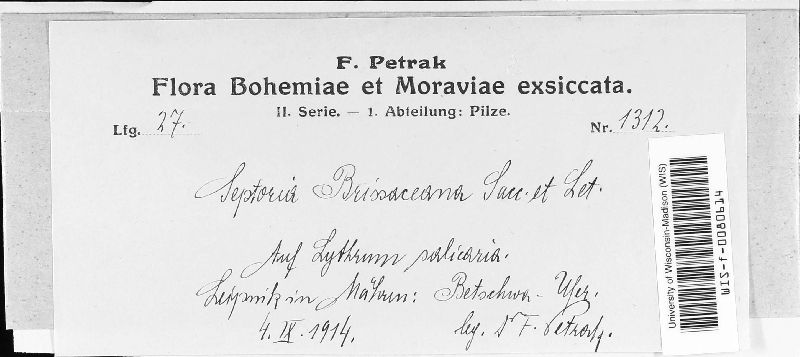 F. Petrak
Flora Bohemiae et Moraviae exsiccata.
II. Serie. — 1. Abteilung: Pilze.
Lfg. 27.
Nr. 1312.
Septoria Brissaceana Sacc. et Let.
Auf Lythrum salicaria.
Leipnik in Mähren: Betschwa-Ufer.
4. IX. 1914.
leg. Dr F. Petrak.
University of Wisconsin-Madison (WIS)
WIS-f-0080614